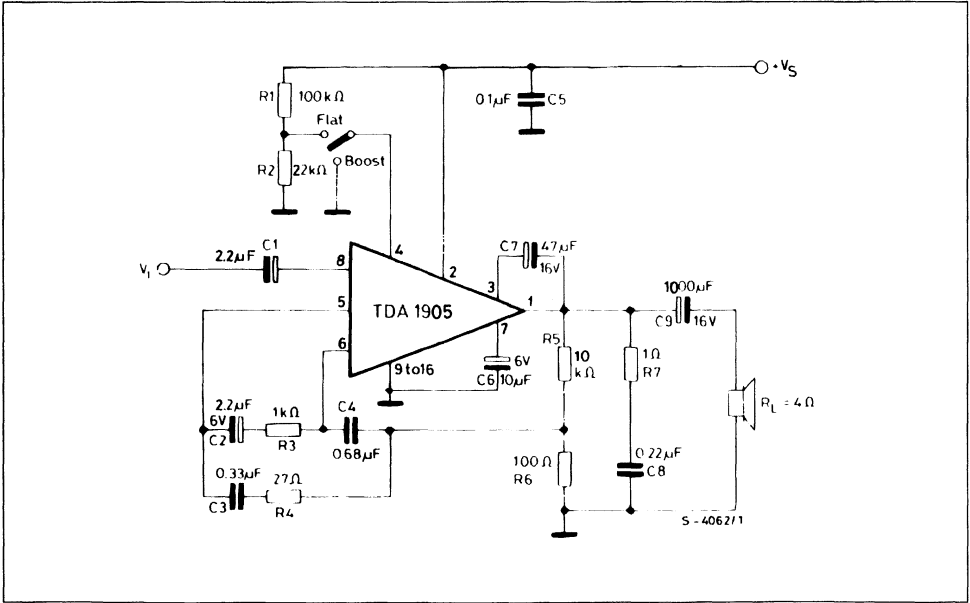 +VS
R1 100kΩ
0.1µF C5
Flat
R2 22kΩ
Boost
C1
2.2µF
VI
8
4
2
C7 47µF
16V
3
5
TDA 1905
1
1000µF
C9 16V
7
6
R5 10 kΩ
1Ω
R7
9 to 16
6V
C6 10µF
RL = 4Ω
2.2µF
6V
C2
1kΩ
R3
C4
0.68µF
100Ω
R6
0.22µF
C8
0.33µF
C3
27Ω
R4
S-4062/1